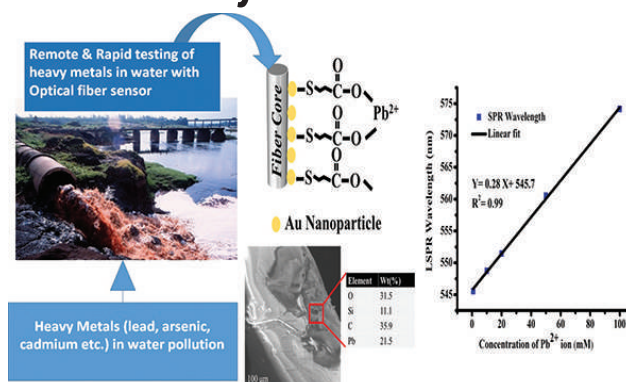 Remote & Rapid testing of
heavy metals in water with
Optical fiber sensor
Heavy Metals (lead, arsenic,
cadmium etc.) in water pollution
Fiber Core
O
C
S
O
Pb2+
O
C
S
O
O
C
S
O
Au Nanoparticle
Element Wt(%)
O 31.5
Si 11.1
C 35.9
Pb 21.5
100 um
SPR Wavelength
Linear fit
Y= 0.28 X+ 545.7
R2= 0.99
LSPR Wavelength (nm)
575
570
565
560
555
550
545
0 20 40 60 80 100
Concentration of Pb2+ ion (mM)